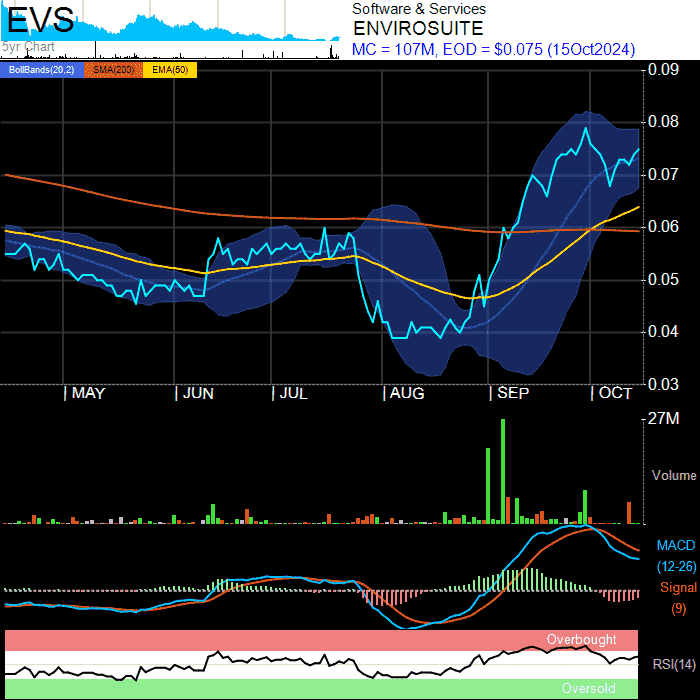 EVS
5yr Chart
Software & Services
ENVIROSUITE
MC = 107M, EOD = $0.075 (15Oct2024)
BollBands(20,2) SMA(200) EMA(50)
0.09
0.08
0.07
0.06
0.05
0.04
0.03
| MAY | JUN | JUL | AUG | SEP | OCT
27M
Volume
MACD
(12-26)
Signal
(9)
Overbought
RSI(14)
Oversold